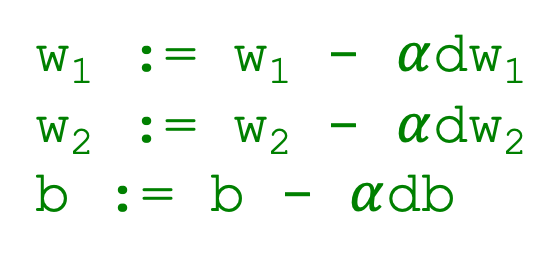 w₁ := w₁ - αdw₁
w₂ := w₂ - αdw₂
b := b - αdb